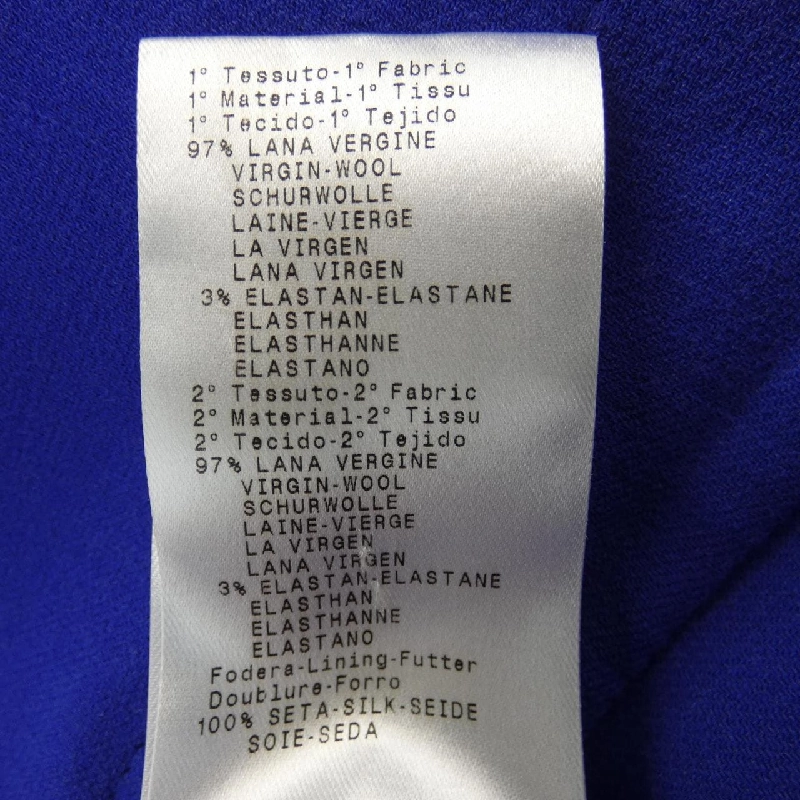 1° Tessuto-1° Fabric
1° Material-1° Tissu
1° Tecido-1° Tejido
97% LANA VERGINE
VIRGIN-WOOL
SCHURWOLLE
LAINE-VIERGE
LA VIRGEN
LANA VIRGEN
3% ELASTAN-ELASTANE
ELASTHAN
ELASTHANNE
ELASTANO
2° Tessuto-2° Fabric
2° Material-2° Tissu
2° Tecido-2° Tejido
97% LANA VERGINE
VIRGIN-WOOL
SCHURWOLLE
LAINE-VIERGE
LA VIRGEN
LANA VIRGEN
3% ELASTAN-ELASTANE
ELASTHAN
ELASTHANNE
ELASTANO
Fodera-Lining-Futter
Doublure-Forro
100% SETA-SILK-SEIDE
SOIE-SEDA